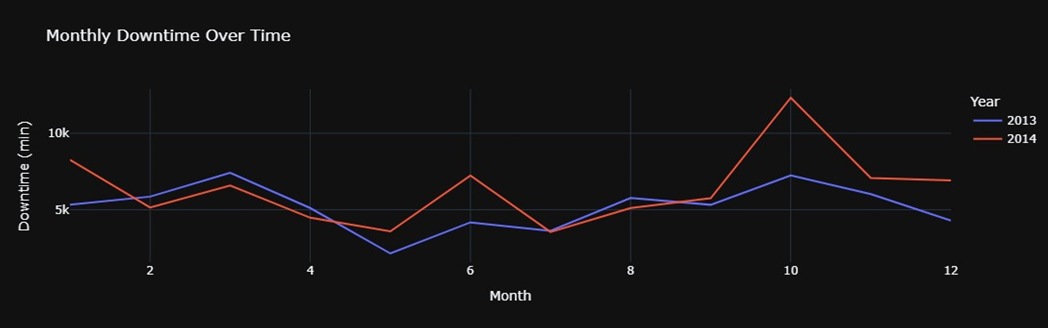 Monthly Downtime Over Time
Downtime (min)
10k
5k
2 4 6 8 10 12
Month
Year
2013
2014